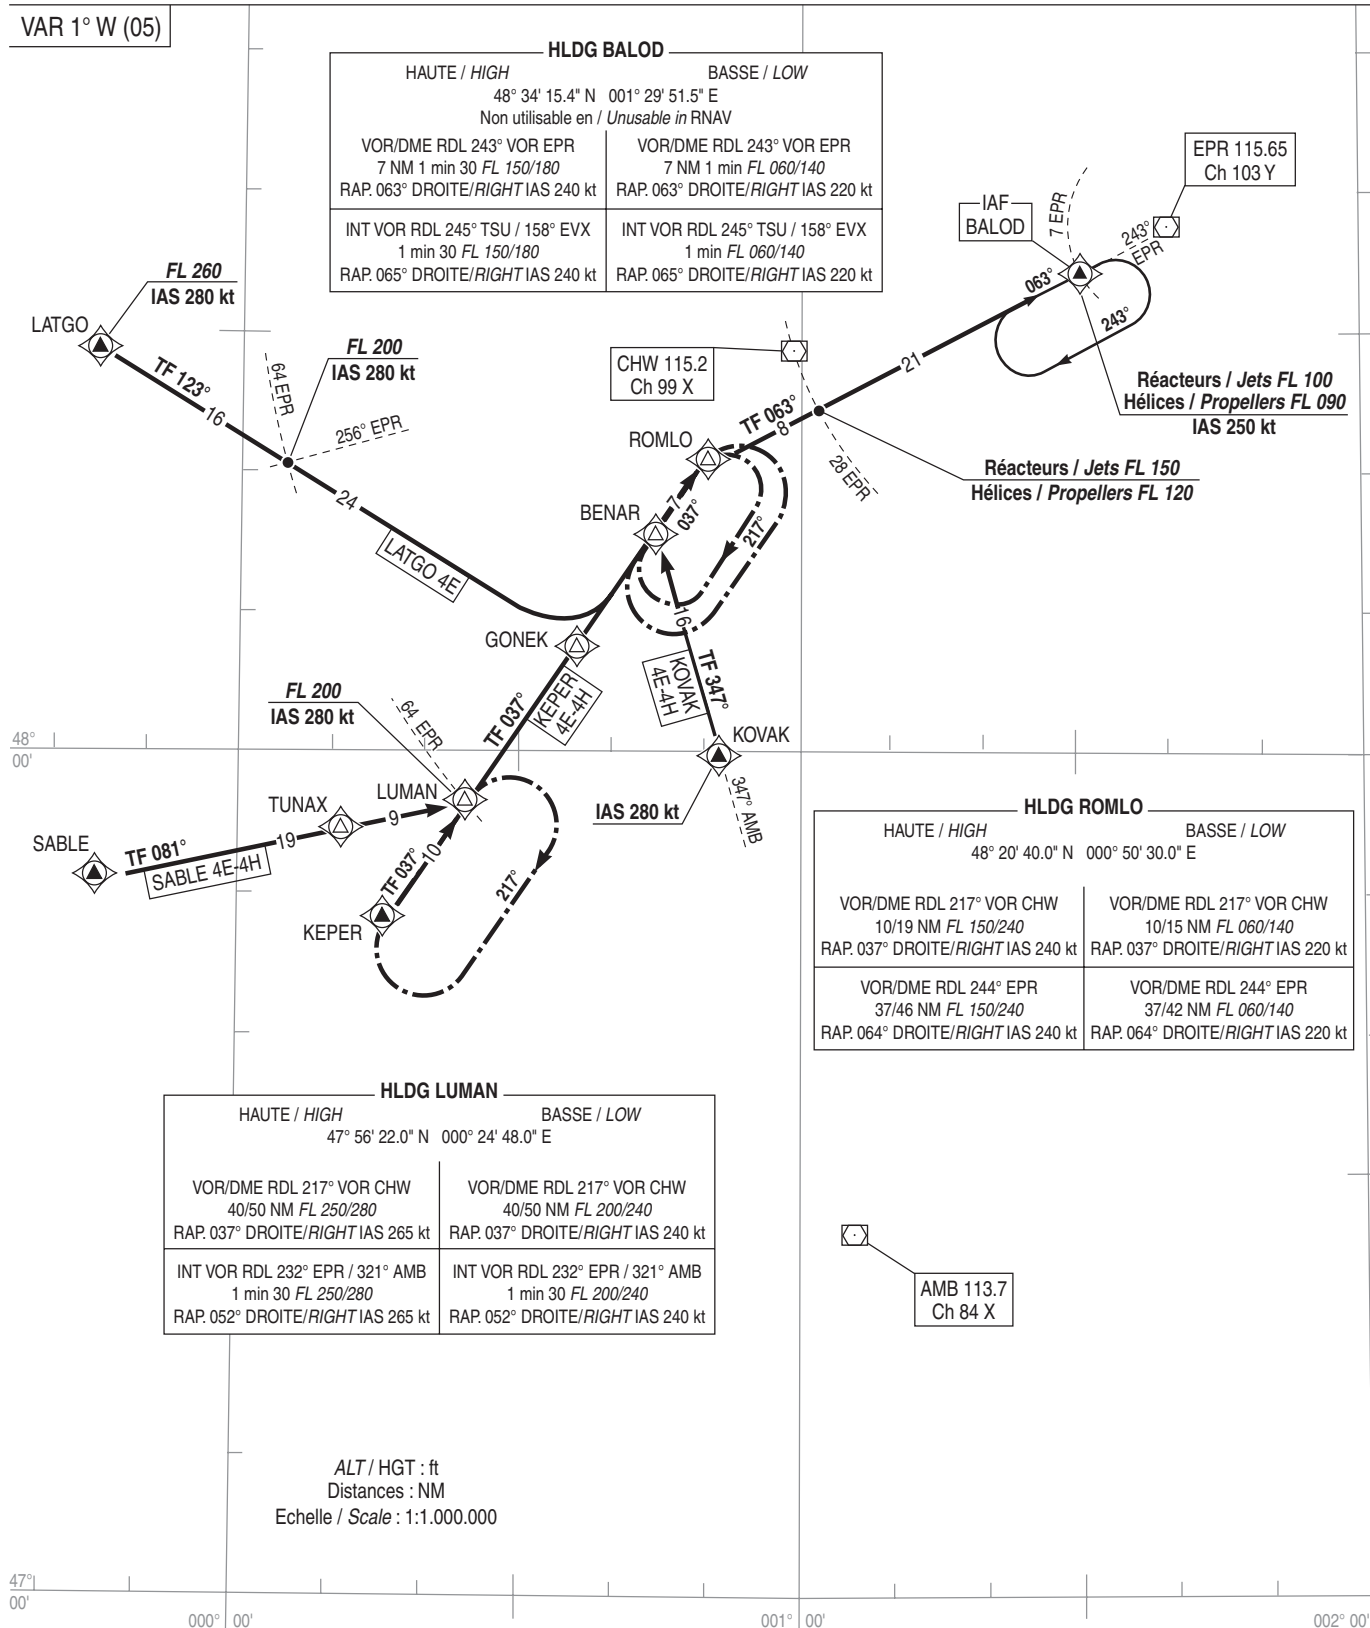 VAR 1° W (05)
HLDG BALOD
HAUTE / HIGH BASSE / LOW
48° 34' 15.4" N 001° 29' 51.5" E
Non utilisable en / Unusable in RNAV
VOR/DME RDL 243° VOR EPR
7 NM 1 min 30 FL 150/180
RAP. 063° DROITE/RIGHT IAS 240 kt
VOR/DME RDL 243° VOR EPR
7 NM 1 min FL 060/140
RAP. 063° DROITE/RIGHT IAS 220 kt
INT VOR RDL 245° TSU / 158° EVX
1 min 30 FL 150/180
RAP. 065° DROITE/RIGHT IAS 240 kt
INT VOR RDL 245° TSU / 158° EVX
1 min FL 060/140
RAP. 065° DROITE/RIGHT IAS 220 kt
EPR 115.65
Ch 103 Y
IAF
BALOD
7 EPR
243°
EPR
063°
243°
FL 260
IAS 280 kt
LATGO
TF 123°
16
64 EPR
FL 200
IAS 280 kt
256° EPR
24
LATGO 4E
CHW 115.2
Ch 99 X
21
Réacteurs / Jets FL 100
Hélices / Propellers FL 090
IAS 250 kt
TF 063°
8
ROMLO
28 EPR
Réacteurs / Jets FL 150
Hélices / Propellers FL 120
BENAR
7
037°
217°
16
GONEK
KEPER
4E-4H
KOVAK
4E-4H
TF 347°
TF 037°
FL 200
IAS 280 kt
64 EPR
KOVAK
48°
00'
IAS 280 kt
347° AMB
LUMAN
TUNAX
9
SABLE
TF 081°
19
SABLE 4E-4H
TF 037°
10
217°
KEPER
HLDG ROMLO
HAUTE / HIGH BASSE / LOW
48° 20' 40.0" N 000° 50' 30.0" E
VOR/DME RDL 217° VOR CHW
10/19 NM FL 150/240
RAP. 037° DROITE/RIGHT IAS 240 kt
VOR/DME RDL 217° VOR CHW
10/15 NM FL 060/140
RAP. 037° DROITE/RIGHT IAS 220 kt
VOR/DME RDL 244° EPR
37/46 NM FL 150/240
RAP. 064° DROITE/RIGHT IAS 240 kt
VOR/DME RDL 244° EPR
37/42 NM FL 060/140
RAP. 064° DROITE/RIGHT IAS 220 kt
HLDG LUMAN
HAUTE / HIGH BASSE / LOW
47° 56' 22.0" N 000° 24' 48.0" E
VOR/DME RDL 217° VOR CHW
40/50 NM FL 250/280
RAP. 037° DROITE/RIGHT IAS 265 kt
VOR/DME RDL 217° VOR CHW
40/50 NM FL 200/240
RAP. 037° DROITE/RIGHT IAS 240 kt
INT VOR RDL 232° EPR / 321° AMB
1 min 30 FL 250/280
RAP. 052° DROITE/RIGHT IAS 265 kt
INT VOR RDL 232° EPR / 321° AMB
1 min 30 FL 200/240
RAP. 052° DROITE/RIGHT IAS 240 kt
AMB 113.7
Ch 84 X
ALT / HGT : ft
Distances : NM
Echelle / Scale : 1:1.000.000
47°
00'
000° 00'
001° 00'
002° 00'